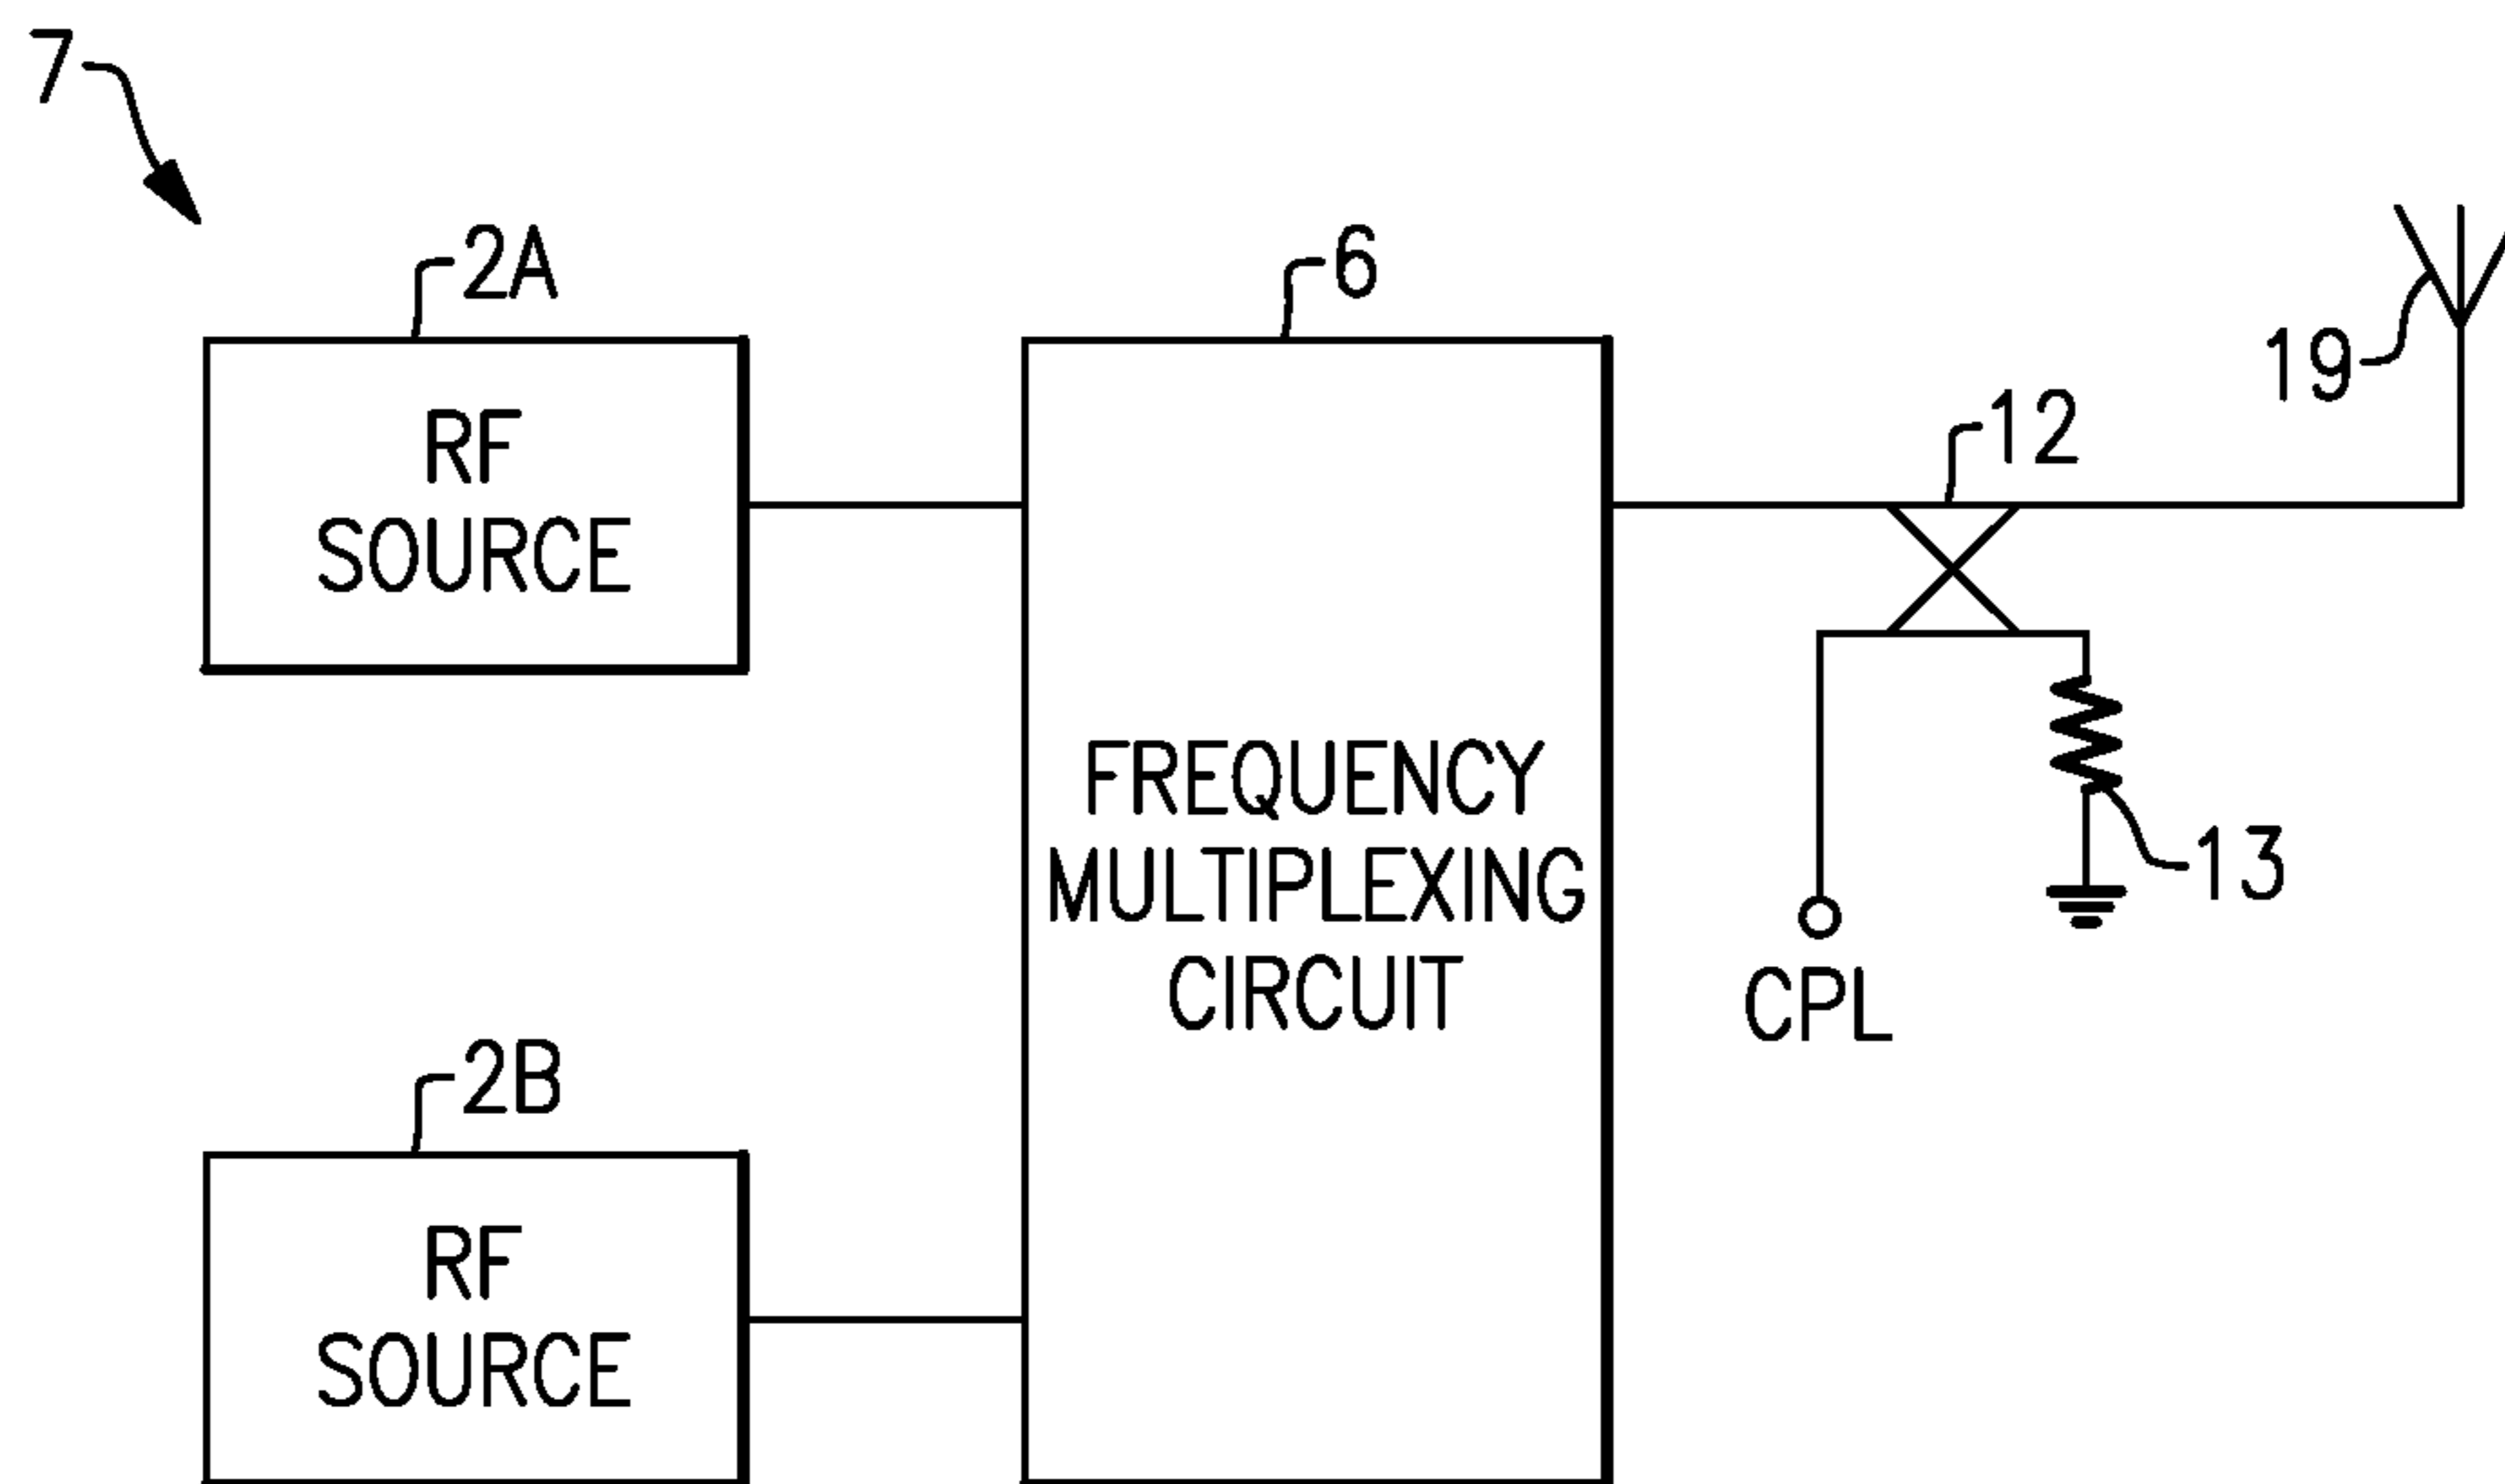 7
2A
6
19
12
RF
SOURCE
FREQUENCY
MULTIPLEXING
CIRCUIT
13
CPL
2B
RF
SOURCE